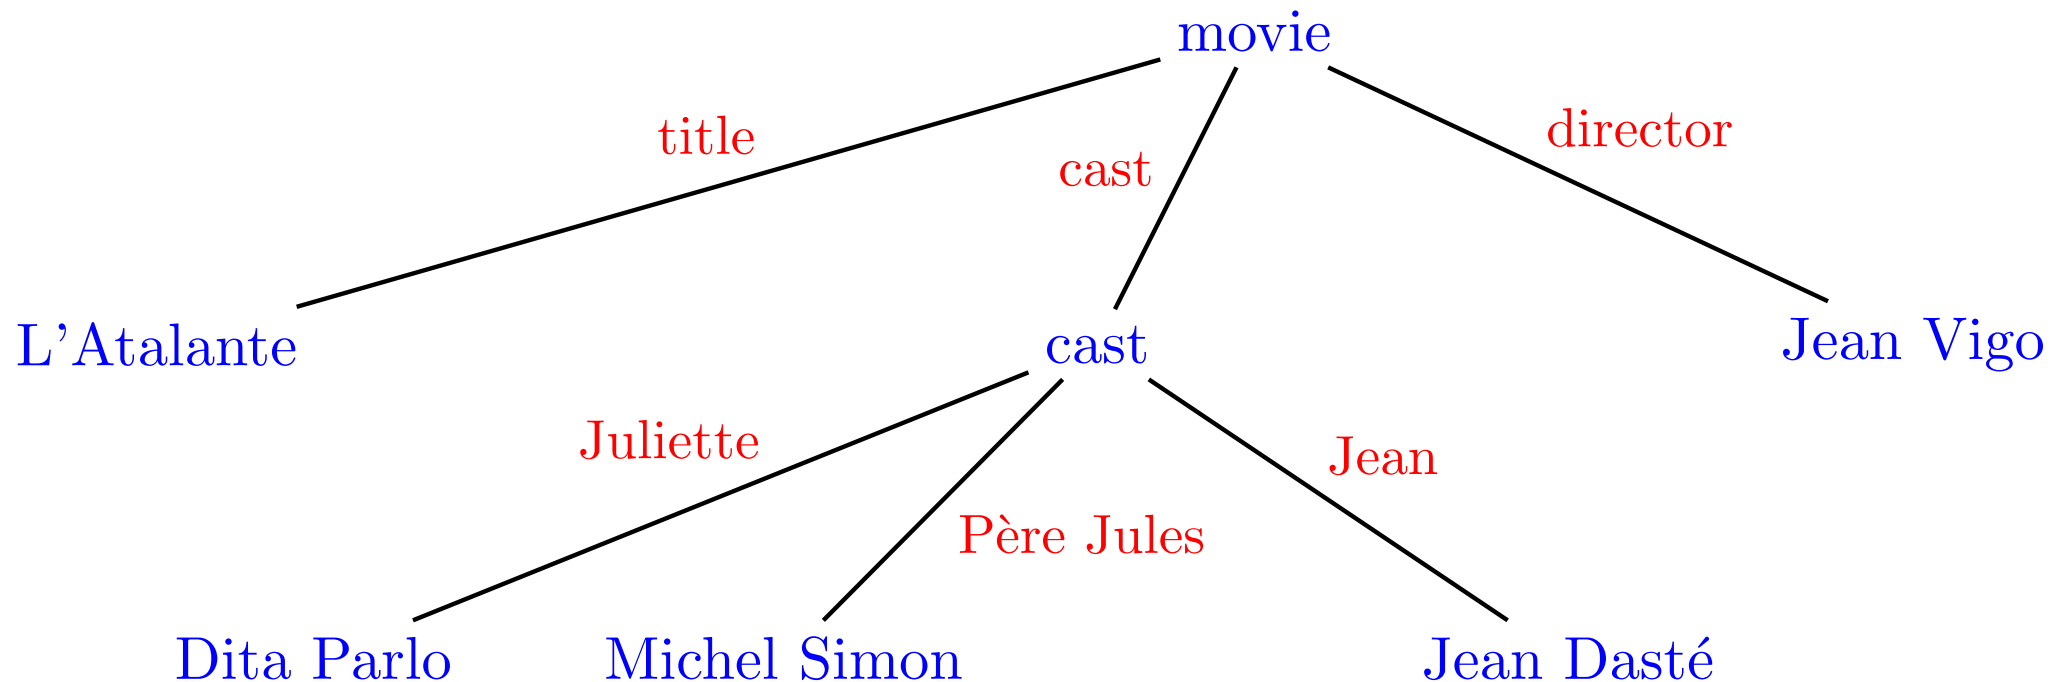 movie
title
cast
director
L'Atalante
cast
Jean Vigo
Juliette
Père Jules
Jean
Dita Parlo
Michel Simon
Jean Dasté